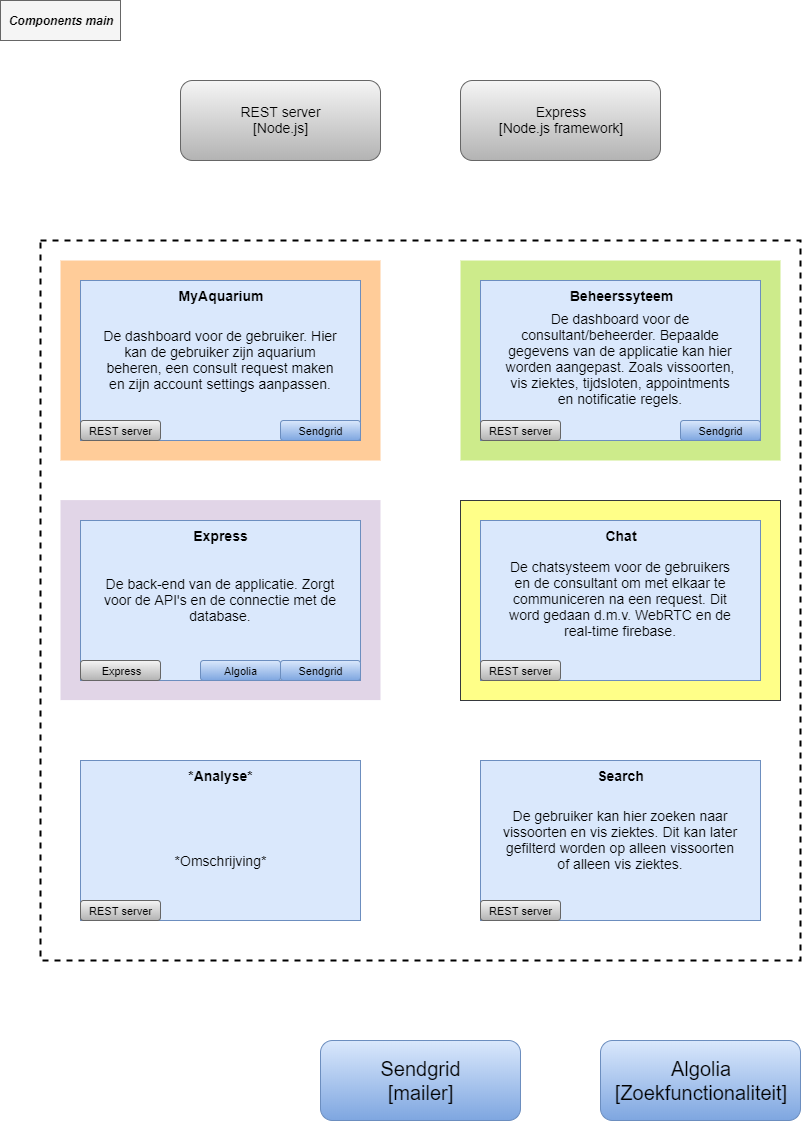 Components main
REST server
[Node.js]
Express
[Node.js framework]
MyAquarium
De dashboard voor de gebruiker. Hier
kan de gebruiker zijn aquarium
beheren, een consult request maken
en zijn account settings aanpassen.
REST server
Sendgrid
Beheerssyteem
De dashboard voor de
consultant/beheerder. Bepaalde
gegevens van de applicatie kan hier
worden aangepast. Zoals vissoorten,
vis ziektes, tijdsloten, appointments
en notificatie regels.
REST server
Sendgrid
Express
De back-end van de applicatie. Zorgt
voor de API's en de connectie met de
database.
Express
Algolia
Sendgrid
Chat
De chatsysteem voor de gebruikers
en de consultant om met elkaar te
communiceren na een request. Dit
word gedaan d.m.v. WebRTC en de
real-time firebase.
REST server
*Analyse*
*Omschrijving*
REST server
Search
De gebruiker kan hier zoeken naar
vissoorten en vis ziektes. Dit kan later
gefilterd worden op alleen vissoorten
of alleen vis ziektes.
REST server
Sendgrid
[mailer]
Algolia
[Zoekfunctionaliteit]